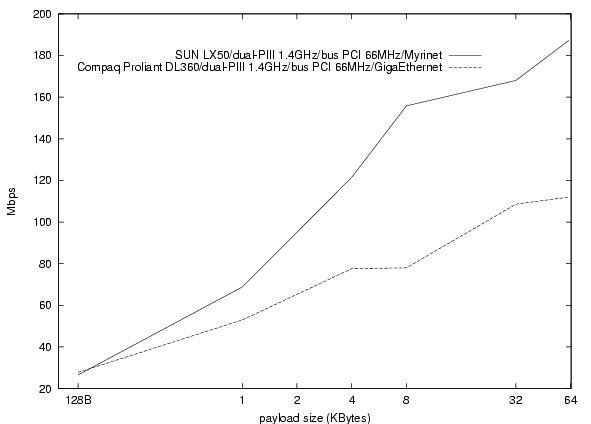 200
180
160
140
120
100
80
60
40
20
Mbps
SUN LX50/dual-PIII 1.4GHz/bus PCI 66MHz/Myrinet
Compaq Proliant DL360/dual-PIII 1.4GHz/bus PCI 66MHz/GigaEthernet
128B 1 2 4 8 32 64
payload size (KBytes)